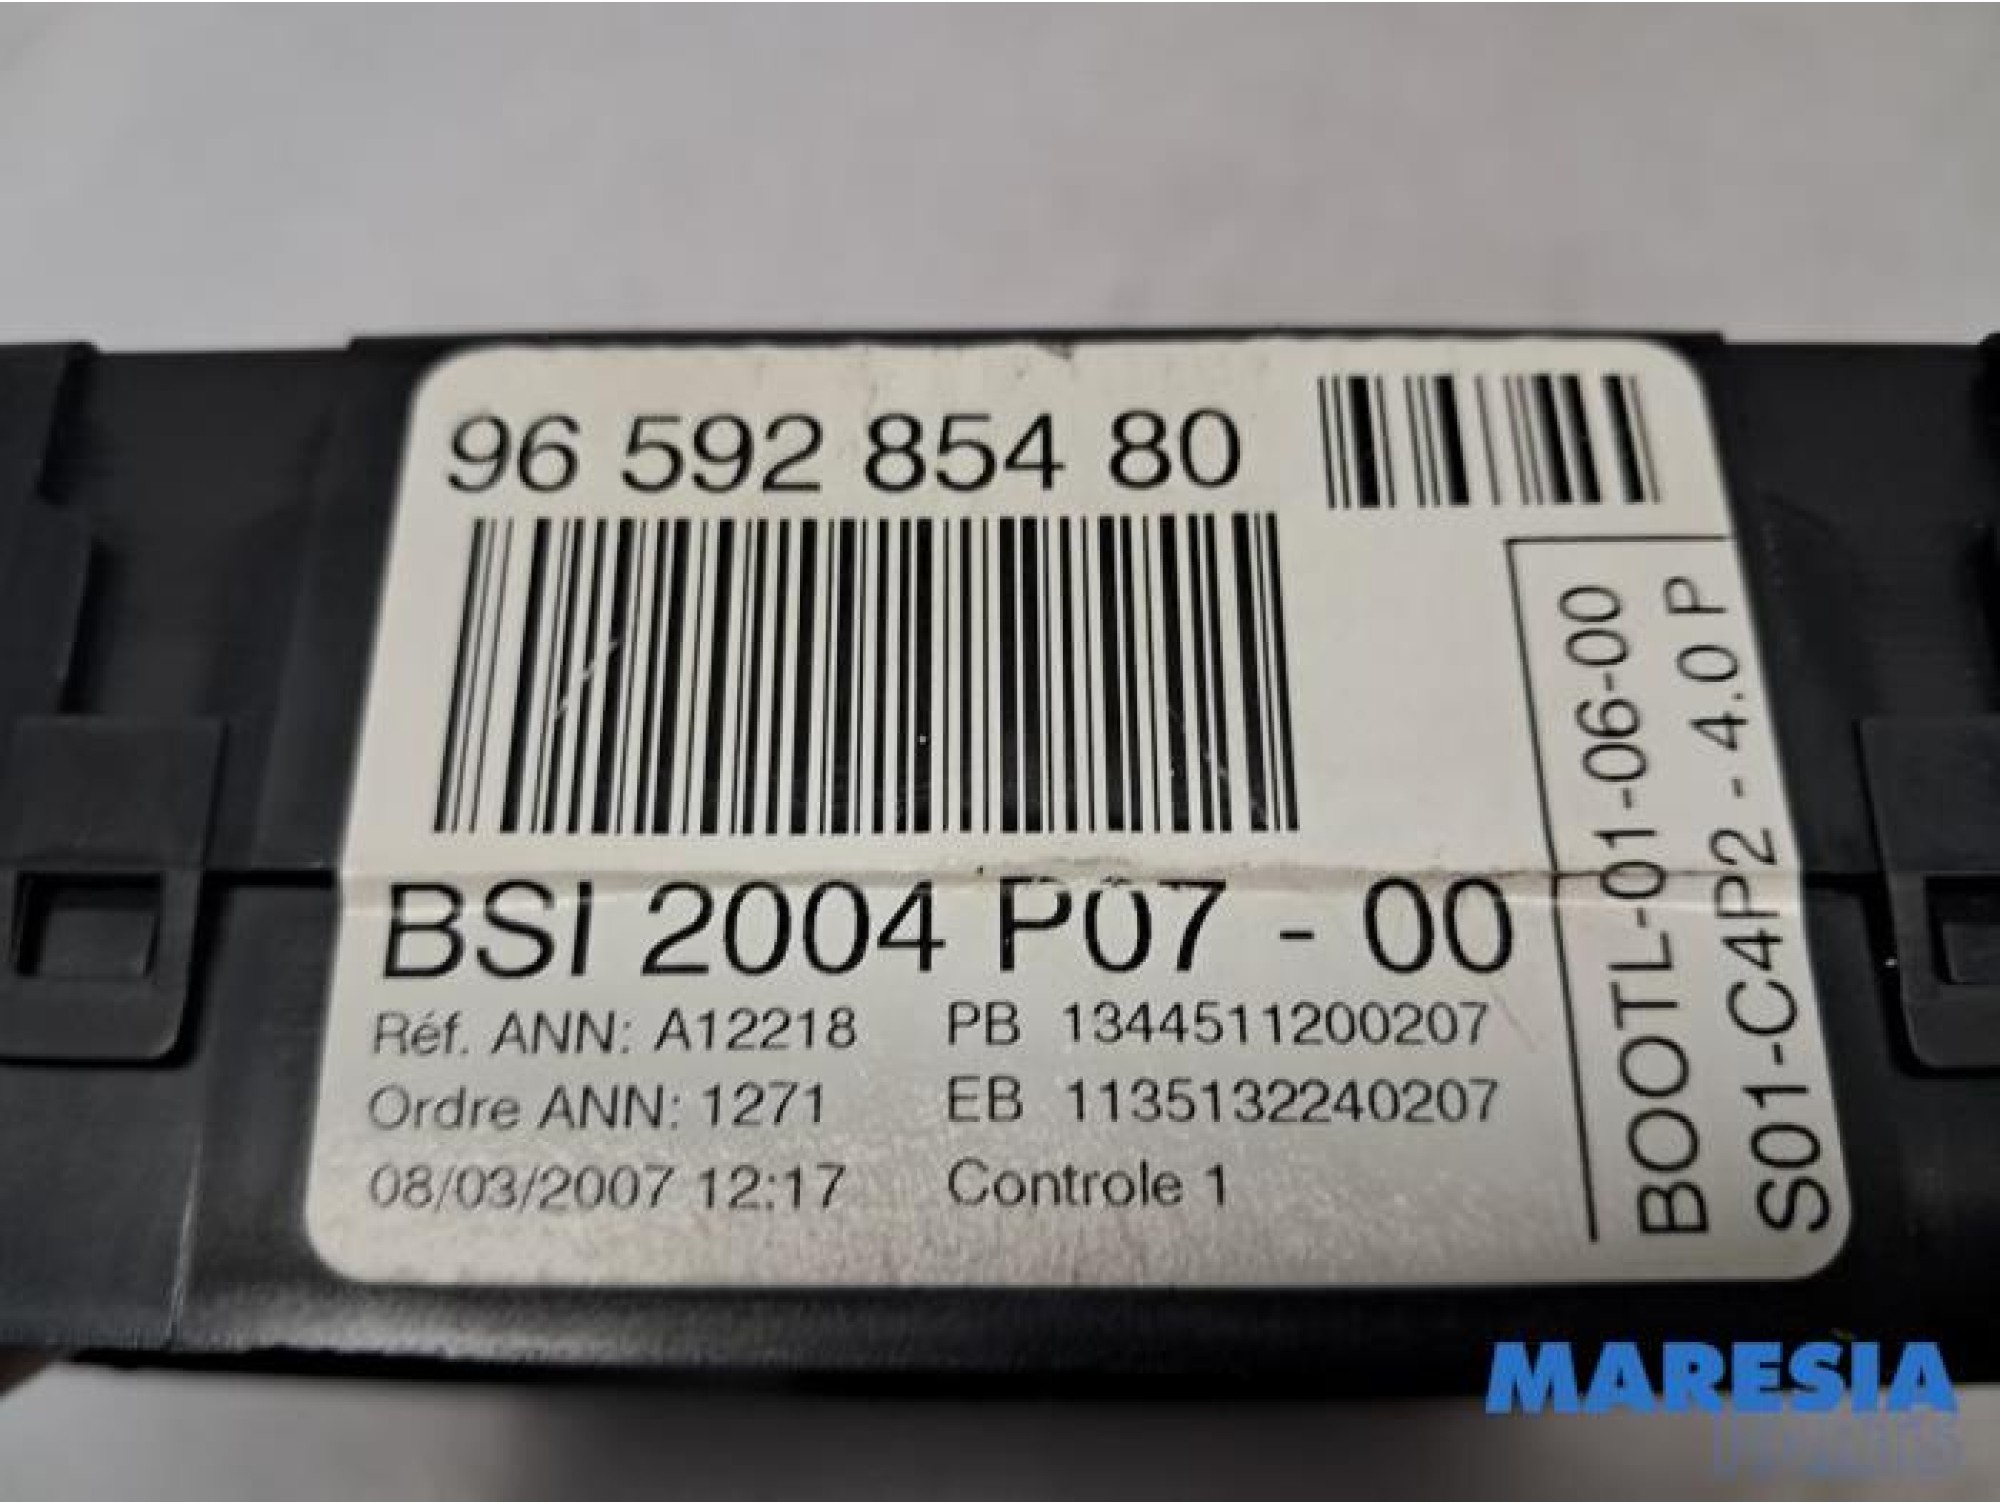 96 592 854 80
BSI 2004 P07 - 00
Réf. ANN: A12218 PB 1344511200207
Ordre ANN: 1271 EB 1135132240207
08/03/2007 12:17 Controle 1
BOOTL-01-06-00
S01-C4P2 - 4.0 P
MARESIA